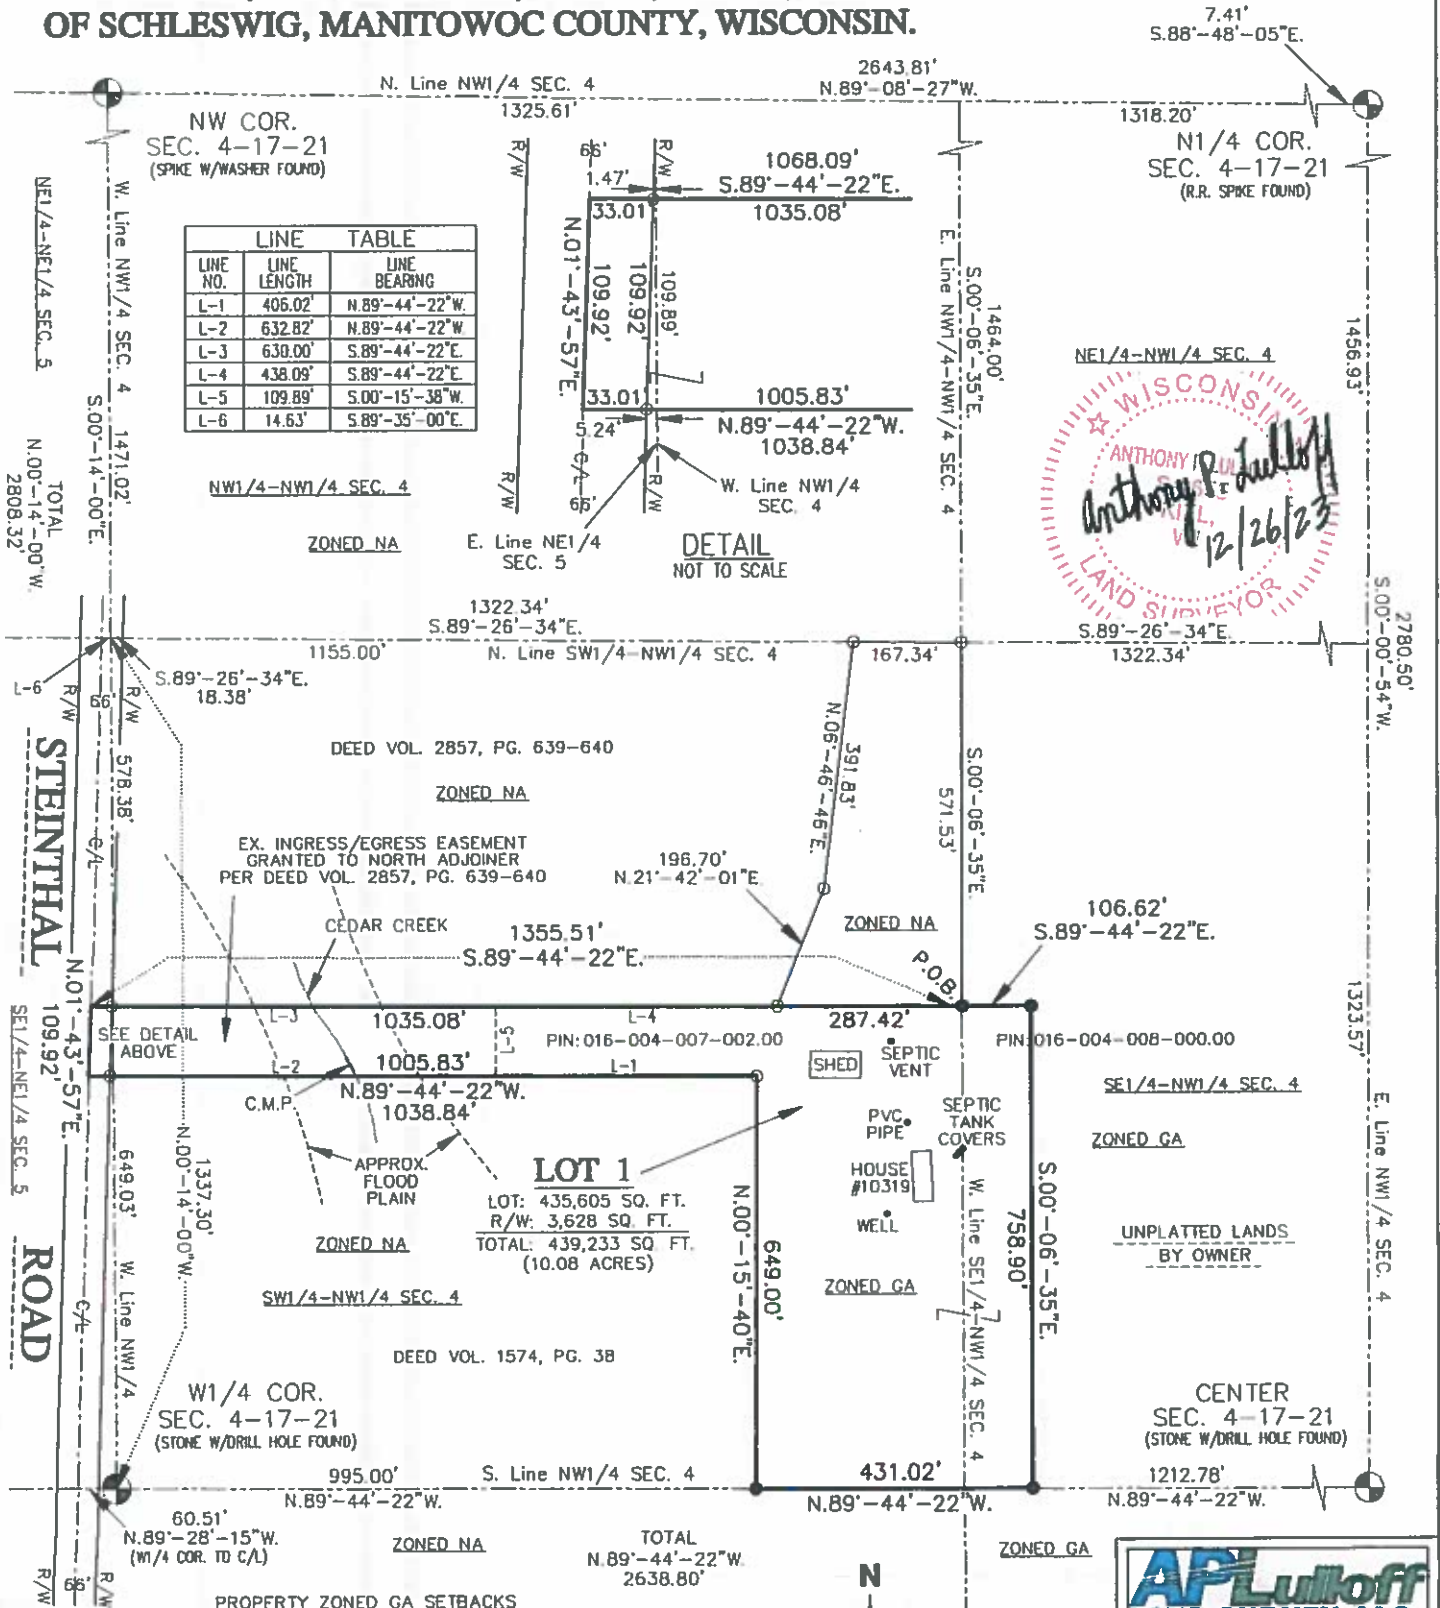 OF SCHLESWIG, MANITOWOC COUNTY, WISCONSIN.
7.41'
S.88°-48'-05"E.
N. Line NW1/4 SEC. 4
2643.81'
N.89°-08'-27"W.
1325.61'
1318.20'
NW COR.
SEC. 4-17-21
(SPIKE W/WASHER FOUND)
N1/4 COR.
SEC. 4-17-21
(R.R. SPIKE FOUND)
NE1/4-NE1/4 SEC. 5
W. Line NW1/4 SEC. 4
S.00°-14'-00"E.
1471.02'
TOTAL
N.00°-14'-00"W.
2808.32'
LINE TABLE
LINE NO. LINE LENGTH LINE BEARING
L-1 406.02' N.89°-44'-22"W.
L-2 632.82' N.89°-44'-22"W
L-3 630.00' S.89°-44'-22"E.
L-4 438.09' S.89°-44'-22"E.
L-5 109.89' S.00°-15'-38"W.
L-6 14.63' S.89°-35'-00"E.
R/W
R/W
66'
R/W
1.47'
1068.09'
S.89°-44'-22"E.
33.01
1035.08'
N.01°-43'-57"E.
109.92'
109.92'
109.89'
33.01
1005.83'
5.24'
N.89°-44'-22"W.
1038.84'
C/L
66'
R/W
W. Line NW1/4
SEC. 4
E. Line NE1/4
SEC. 5
DETAIL
NOT TO SCALE
NW1/4-NW1/4 SEC. 4
ZONED NA
E. Line NW1/4-NW1/4 SEC. 4
S.00°-06'-35"E.
1464.00'
NE1/4-NW1/4 SEC. 4
1456.93'
WISCONSIN
ANTHONY
LAND SURVEYOR
Anthony P. Lulloff
12/26/23
S.00°-00'-54"W.
2780.50'
1322.34'
S.89°-26'-34"E.
1155.00'
N. Line SW1/4-NW1/4 SEC. 4
167.34'
S.89°-26'-34"E.
1322.34'
L-6
R/W
66'
R/W
S.89°-26'-34"E.
18.38'
578.38'
C/L
STEINTHAL
DEED VOL. 2857, PG. 639-640
ZONED NA
N.06°-46'-46"E.
391.83'
S.00°-06'-35"E.
571.53'
EX. INGRESS/EGRESS EASEMENT
GRANTED TO NORTH ADJOINER
PER DEED VOL. 2857, PG. 639-640
196.70'
N.21°-42'-01"E.
CEDAR CREEK
1355.51'
S.89°-44'-22"E.
ZONED NA
P.O.B.
106.62'
S.89°-44'-22"E.
N.01°-43'-57"E.
109.92'
SE1/4-NE1/4 SEC. 5
SEE DETAIL
ABOVE
L-3
1035.08'
L-4
287.42'
L-5
PIN:016-004-007-002.00
PIN:016-004-008-000.00
SHED
SEPTIC
VENT
L-2
1005.83'
L-1
N.89°-44'-22"W.
1038.84'
C.M.P.
SE1/4-NW1/4 SEC. 4
1323.57'
PVC
PIPE
SEPTIC
TANK
COVERS
ZONED GA
APPROX.
FLOOD
PLAIN
LOT 1
LOT: 435,605 SQ. FT.
R/W: 3,628 SQ. FT.
TOTAL: 439,233 SQ. FT.
(10.08 ACRES)
HOUSE
#10319
WELL
649.03'
1337.30'
N.00°-14'-00"W.
W. Line NW1/4
ZONED NA
SW1/4-NW1/4 SEC. 4
N.00°-15'-40"E.
649.00'
ZONED GA
W. Line SE1/4-NW1/4 SEC. 4
S.00°-06'-35"E.
758.90'
UNPLATTED LANDS
BY OWNER
E. Line NW1/4 SEC. 4
ROAD
C/L
DEED VOL. 1574, PG. 38
W1/4 COR.
SEC. 4-17-21
(STONE W/DRILL HOLE FOUND)
CENTER
SEC. 4-17-21
(STONE W/DRILL HOLE FOUND)
995.00'
S. Line NW1/4 SEC. 4
N.89°-44'-22"W.
431.02'
N.89°-44'-22"W.
1212.78'
N.89°-44'-22"W.
60.51'
N.89°-28'-15"W.
(W1/4 COR. TO C/L)
ZONED NA
TOTAL
N.89°-44'-22"W.
2638.80'
ZONED GA
R/W
66'
R/W
PROPERTY ZONED GA SETBACKS
N
APLulloff